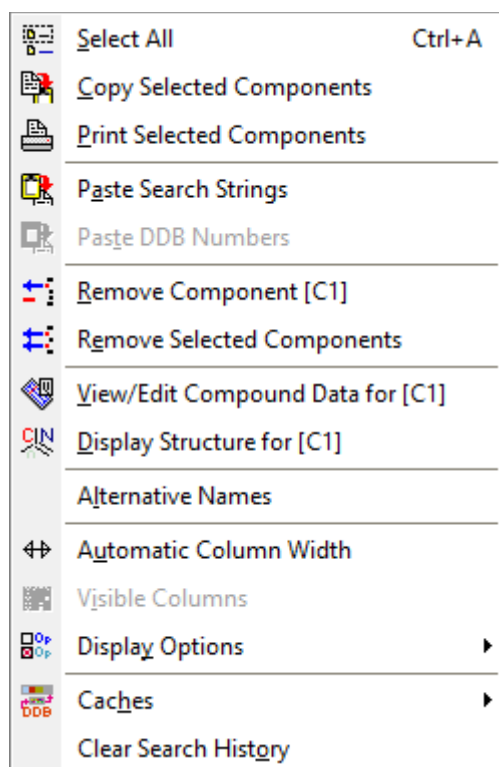 Select All Ctrl+A
Copy Selected Components
Print Selected Components
Paste Search Strings
Paste DDB Numbers
Remove Component [C1]
Remove Selected Components
View/Edit Compound Data for [C1]
Display Structure for [C1]
Alternative Names
Automatic Column Width
Visible Columns
Display Options
Caches
Clear Search History